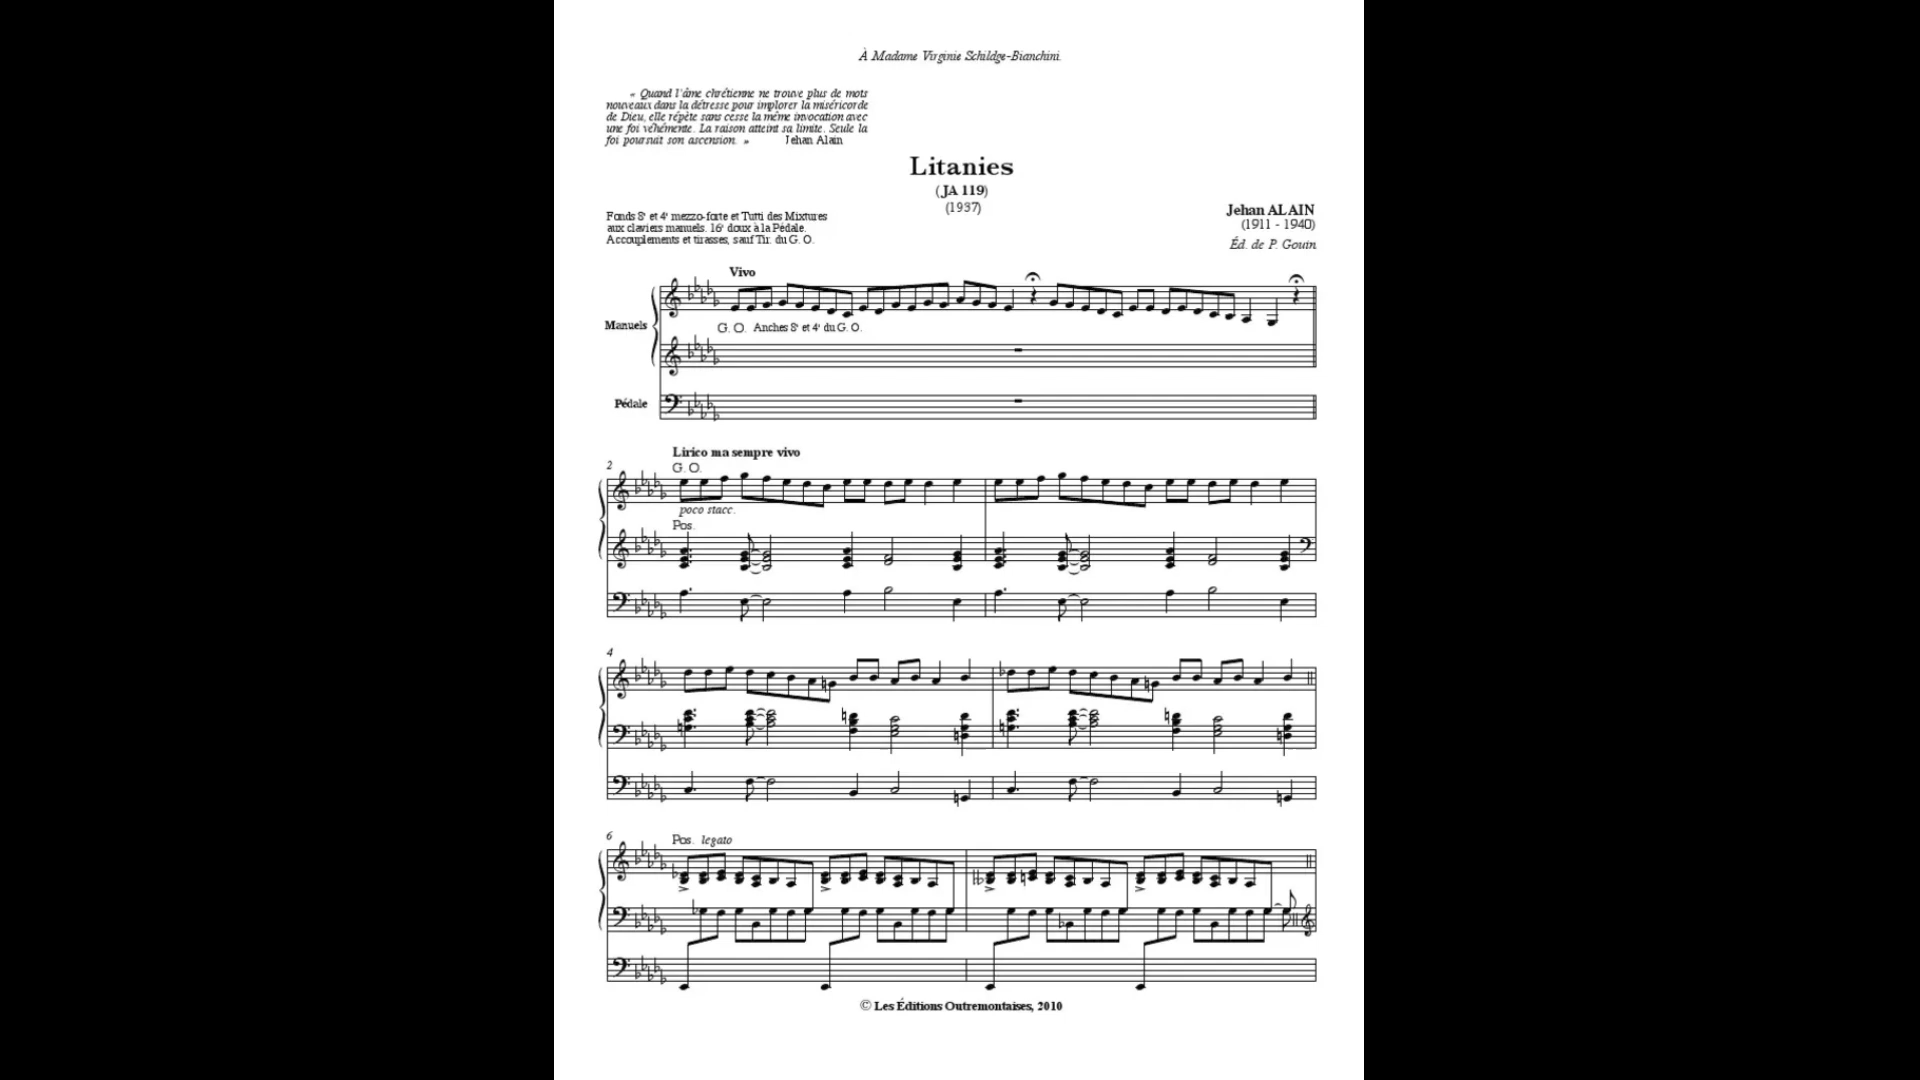 À Madame Virginie Schildge-Bianchini.
« Quand l'âme chrétienne ne trouve plus de mots
nouveaux dans la détresse pour implorer la miséricorde
de Dieu, elle répète sans cesse la même invocation avec
une foi véhémente. La raison atteint sa limite. Seule la
foi poursuit son ascension. » Jehan Alain
Litanies
(JA 119)
(1937)
Fonds 8' et 4' mezzo-forte et Tutti des Mixtures
aux claviers manuels. 16' doux à la Pédale.
Accouplements et tirasses, sauf Tir. du G. O.
Jehan ALAIN
(1911 - 1940)
Éd. de P. Gouin
Vivo
Manuels
G. O. Anches 8' et 4' du G. O.
Pédale
Lirico ma sempre vivo
2
G. O.
poco stacc.
Pos.
4
6
Pos. legato
© Les Éditions Outremontaises, 2010